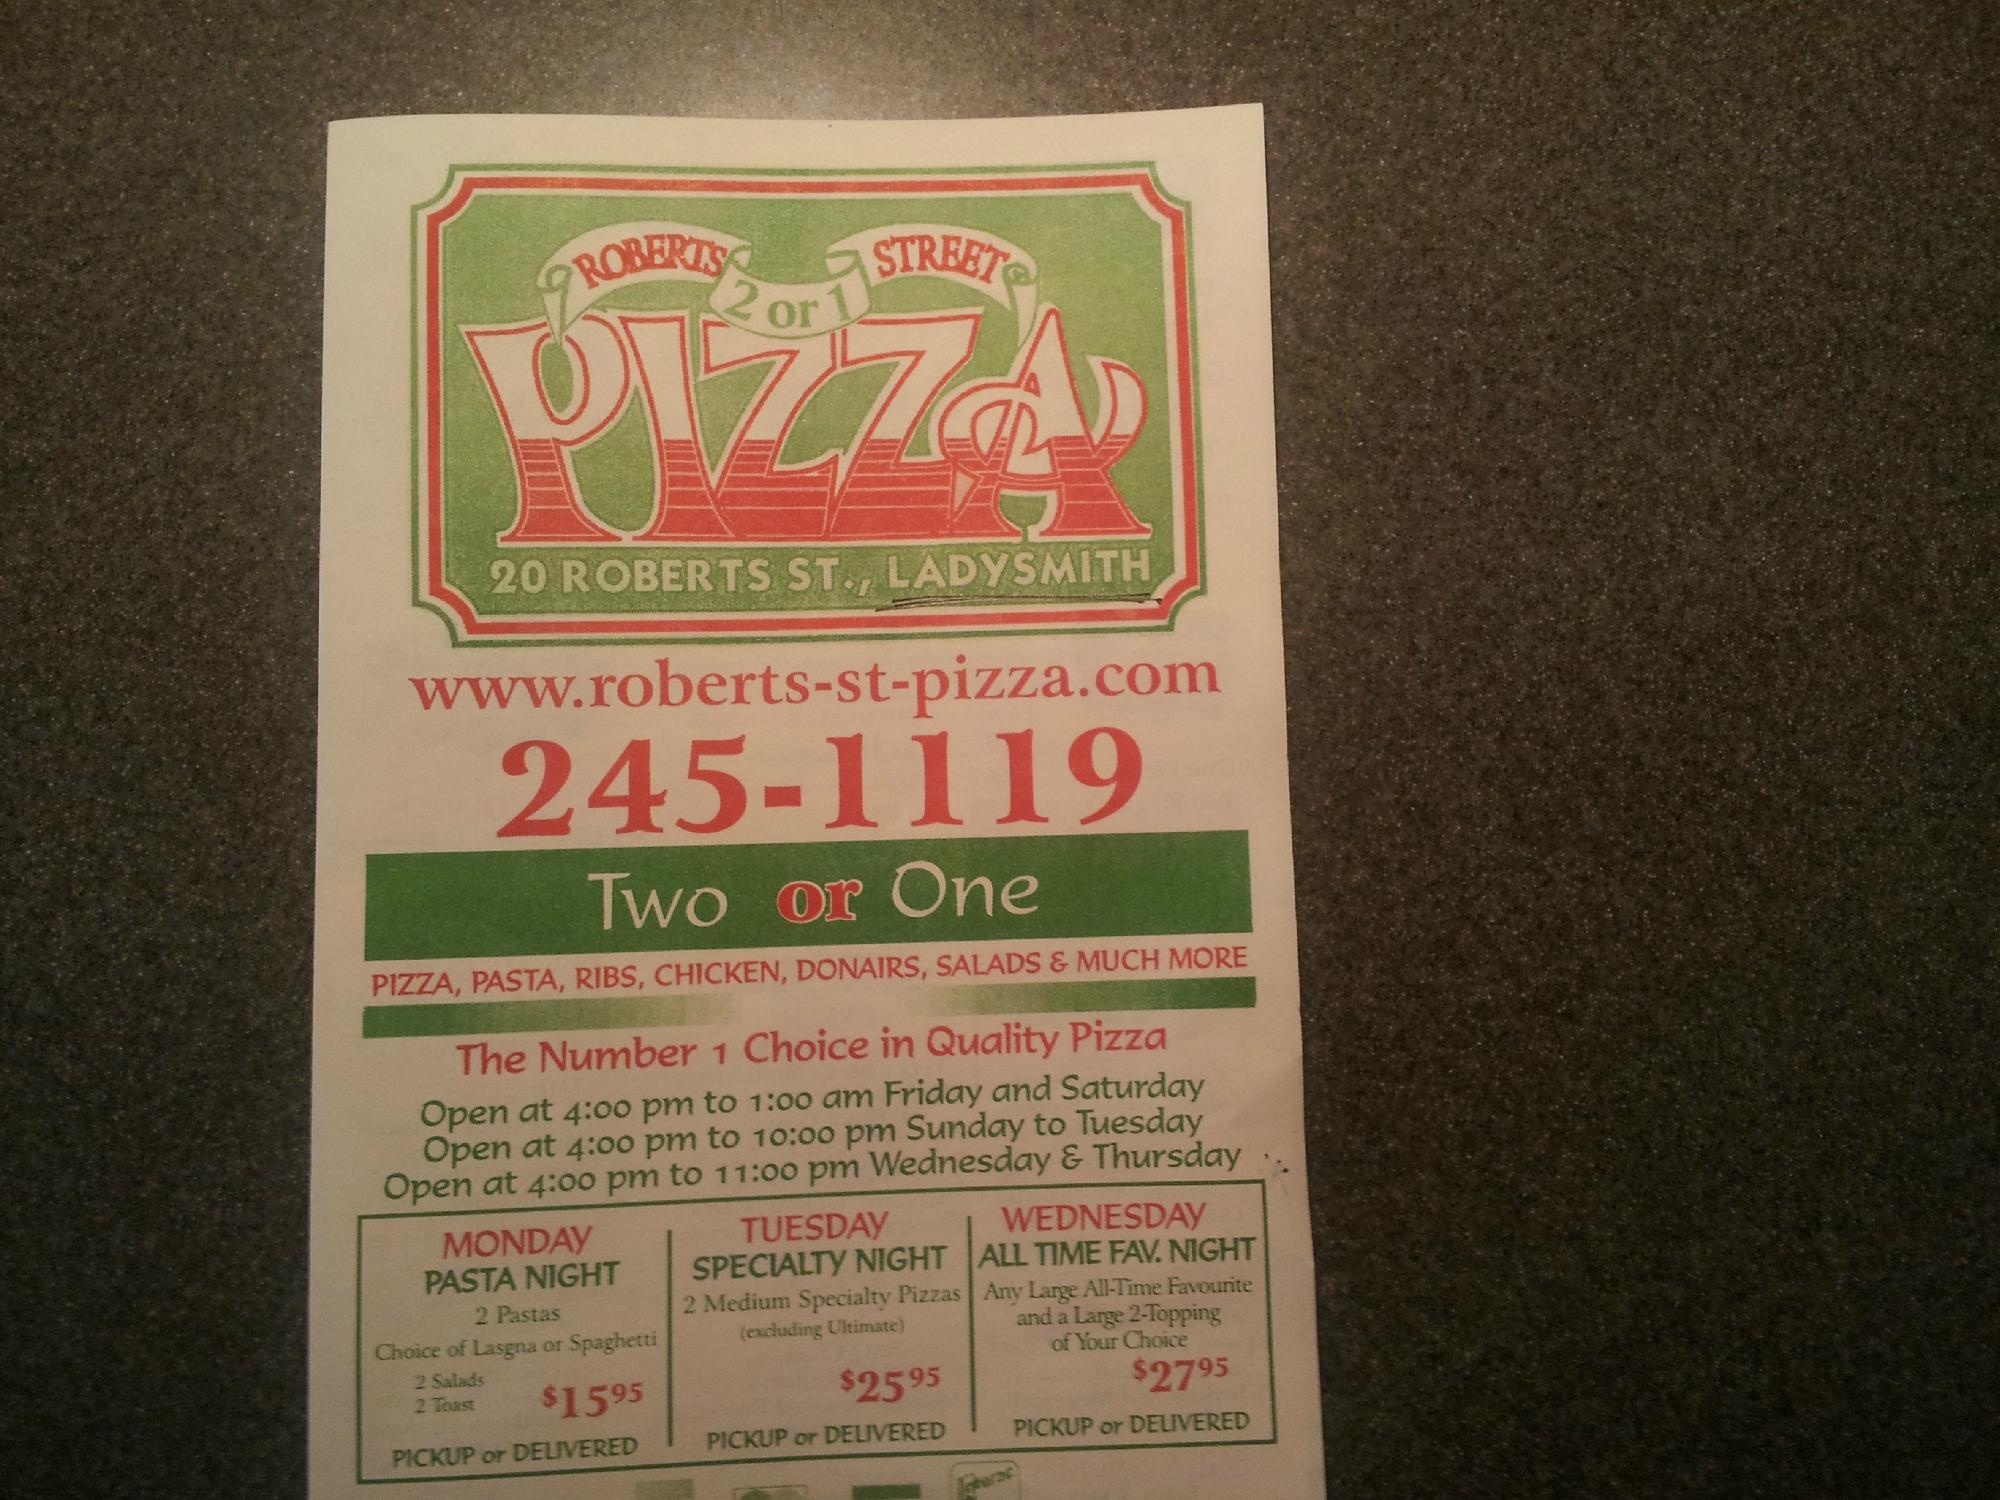 ROBERTS STREET
2 or 1
PIZZA
20 ROBERTS ST., LADYSMITH
www.roberts-st-pizza.com
245-1119
Two or One
PIZZA, PASTA, RIBS, CHICKEN, DONAIRS, SALADS & MUCH MORE
The Number 1 Choice in Quality Pizza
Open at 4:00 pm to 1:00 am Friday and Saturday
Open at 4:00 pm to 10:00 pm Sunday to Tuesday
Open at 4:00 pm to 11:00 pm Wednesday & Thursday
MONDAY
PASTA NIGHT
2 Pastas
Choice of Lasgna or Spaghetti
2 Salads
2 Toast
$15.95
PICKUP or DELIVERED
TUESDAY
SPECIALTY NIGHT
2 Medium Specialty Pizzas
(excluding Ultimate)
$25.95
PICKUP or DELIVERED
WEDNESDAY
ALL TIME FAV. NIGHT
Any Large All-Time Favourite
and a Large 2-Topping
of Your Choice
$27.95
PICKUP or DELIVERED